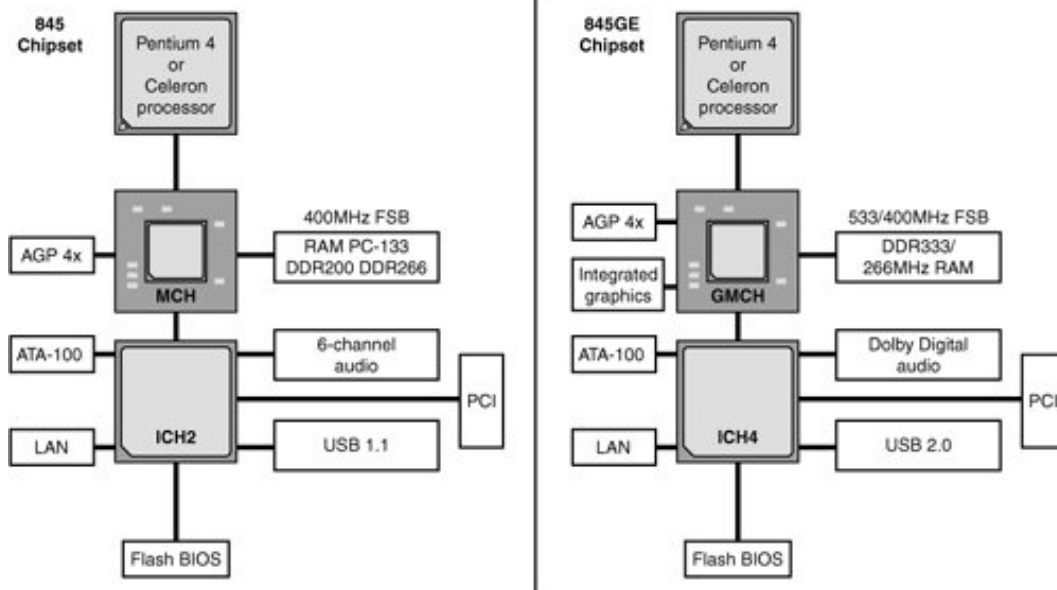 845
Chipset
Pentium 4
or
Celeron
processor
400MHz FSB
AGP 4x
RAM PC-133
DDR200 DDR266
MCH
ATA-100
6-channel
audio
PCI
LAN
ICH2
USB 1.1
Flash BIOS
845GE
Chipset
Pentium 4
or
Celeron
processor
AGP 4x
533/400MHz FSB
DDR333/
266MHz RAM
Integrated
graphics
GMCH
ATA-100
Dolby Digital
audio
PCI
LAN
ICH4
USB 2.0
Flash BIOS